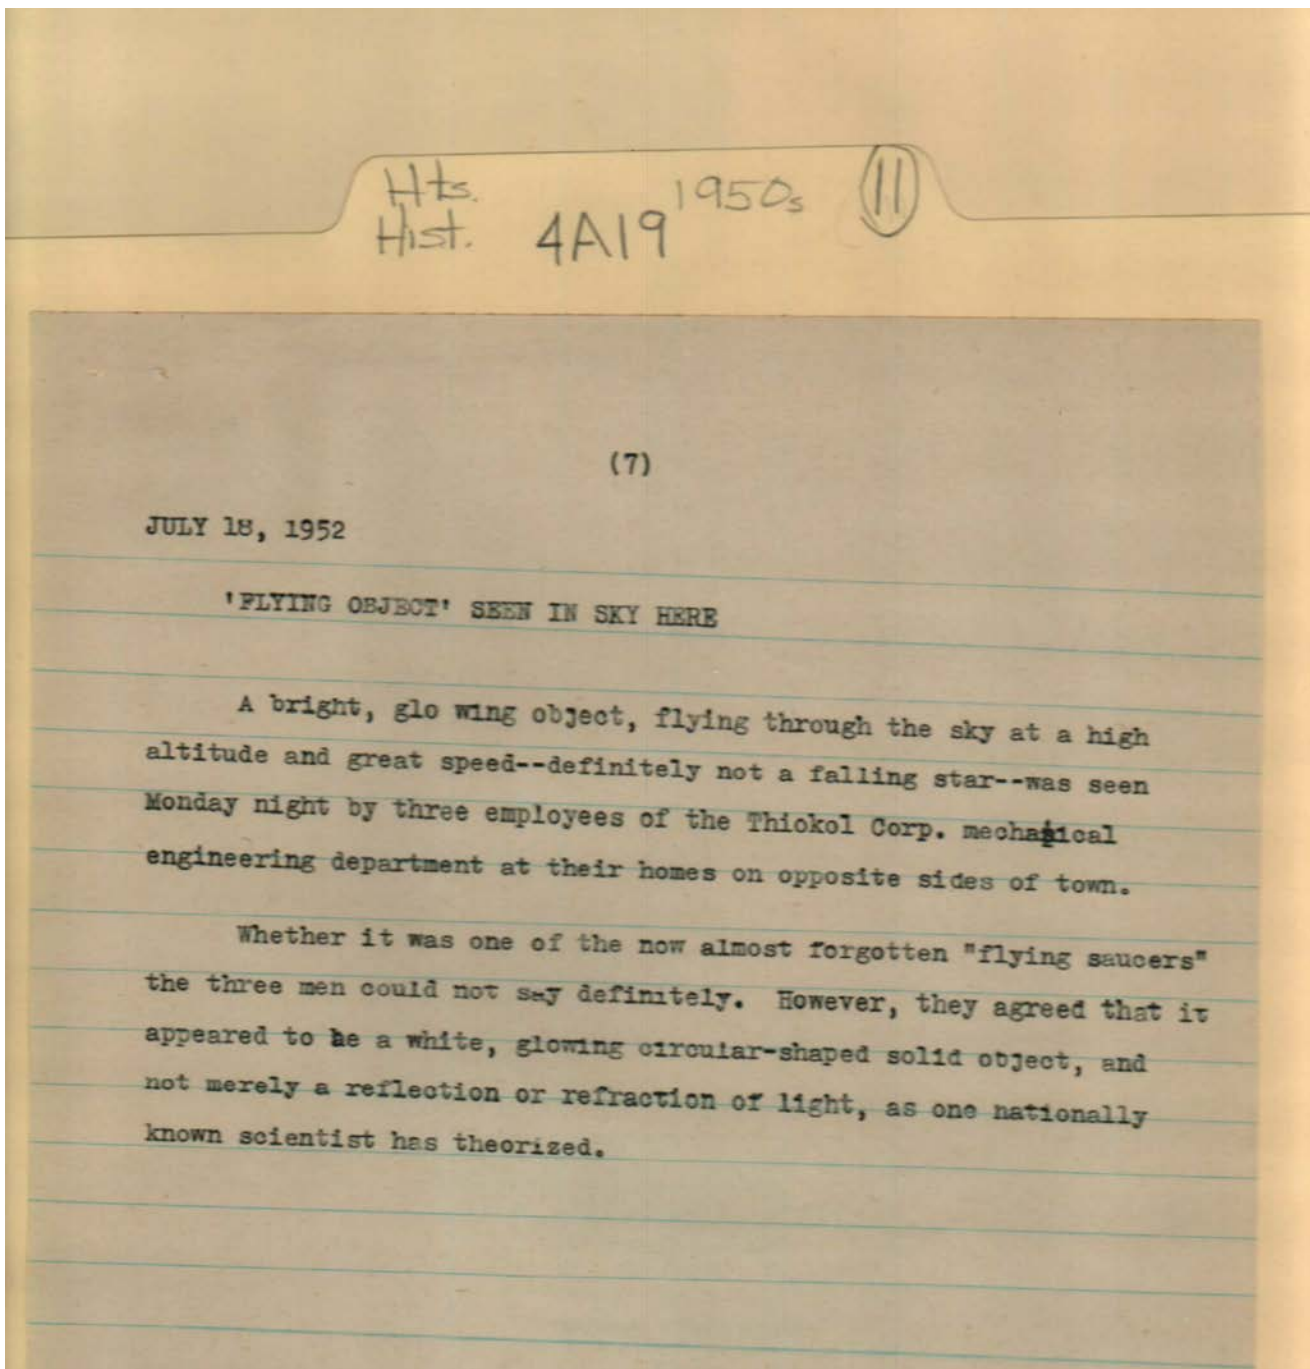 Hts. 1950s (11)
Hist. 4A19
(7)
JULY 18, 1952
'FLYING OBJECT' SEEN IN SKY HERE
A bright, glo wing object, flying through the sky at a high
altitude and great speed--definitely not a falling star--was seen
Monday night by three employees of the Thiokol Corp. mechanical
engineering department at their homes on opposite sides of town.
Whether it was one of the now almost forgotten "flying saucers"
the three men could not say definitely. However, they agreed that it
appeared to be a white, glowing circular-shaped solid object, and
not merely a reflection or refraction of light, as one nationally
known scientist has theorized.